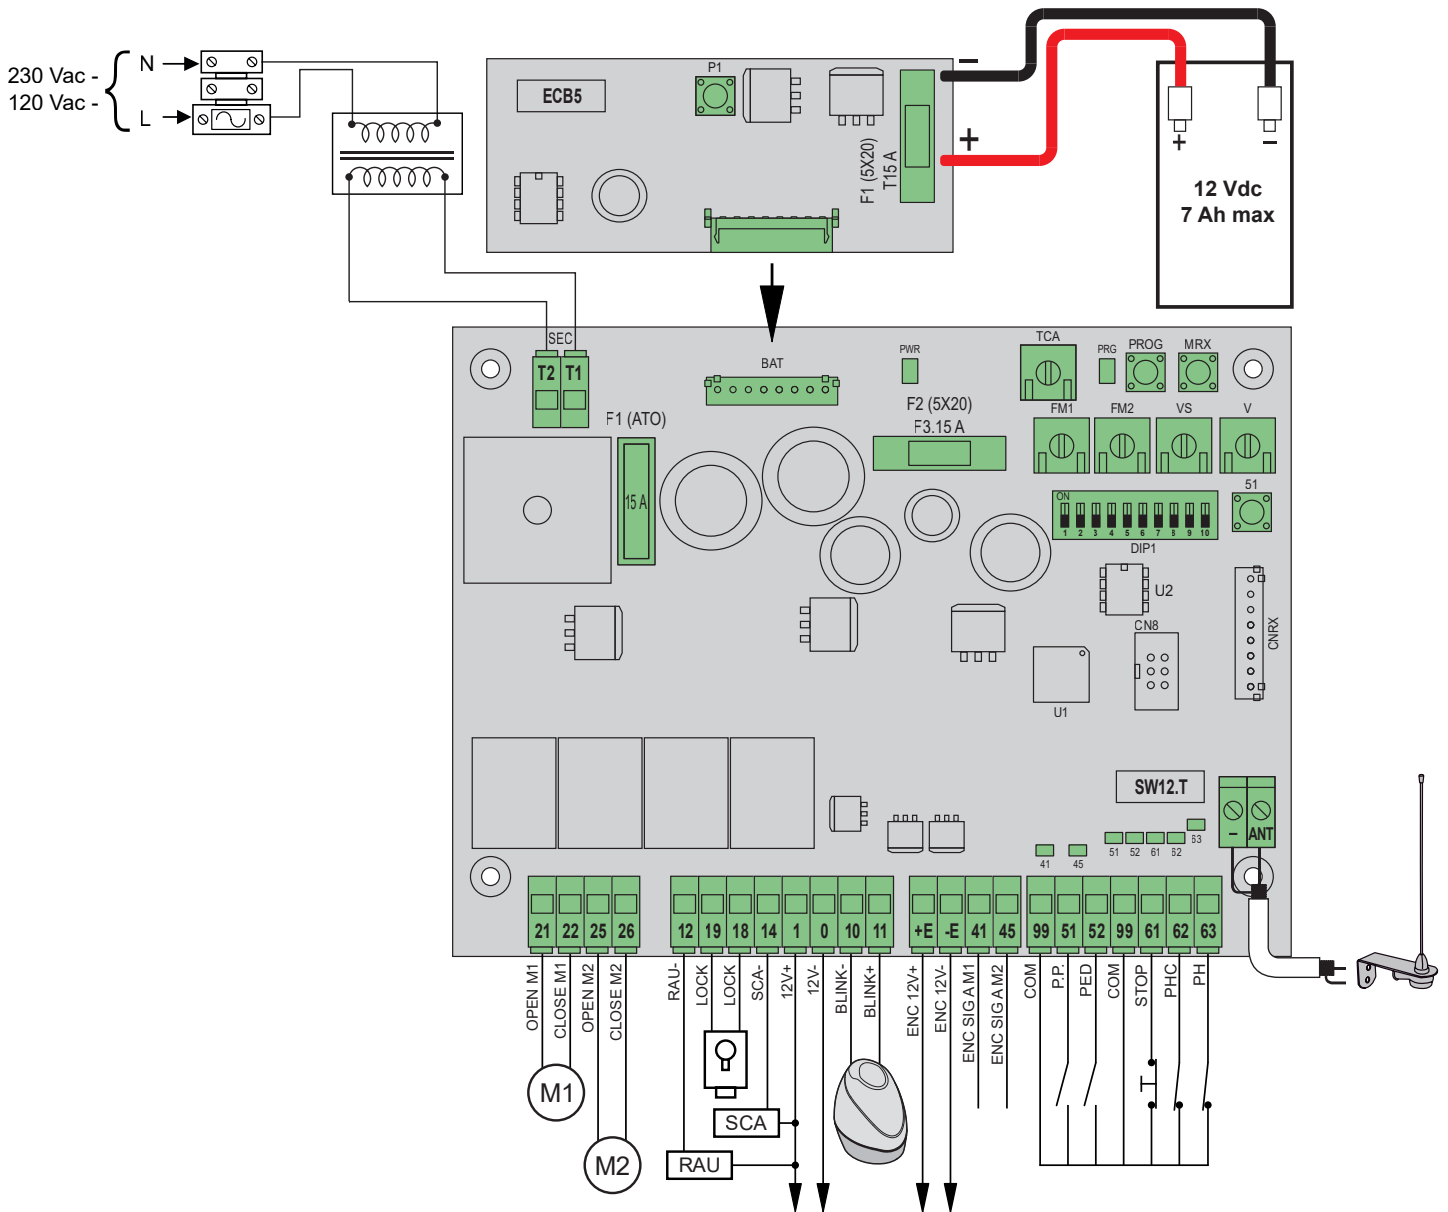 230 Vac -
120 Vac -
N
L
ECB5
P1
F1 (5X20)
T15 A
−
+
+
−
12 Vdc
7 Ah max
SEC
T2 T1
BAT
PWR
TCA
PRG
PROG
MRX
F1 (ATO)
15 A
F2 (5X20)
F3.15 A
FM1
FM2
VS
V
51
ON
1 2 3 4 5 6 7 8 9 10
DIP1
U2
CN8
CNRX
U1
SW12.T
− ANT
41
45
51
52
61
62
63
21 22 25 26
12 19 18 14 1 0 10 11
+E -E 41 45
99 51 52 99 61 62 63
OPEN M1
CLOSE M1
OPEN M2
CLOSE M2
RAU-
LOCK
LOCK
SCA-
12V+
12V-
BLINK-
BLINK+
ENC 12V+
ENC 12V-
ENC SIG A M1
ENC SIG A M2
COM
P.P.
PED
COM
STOP
PHC
PH
M1
M2
SCA
RAU